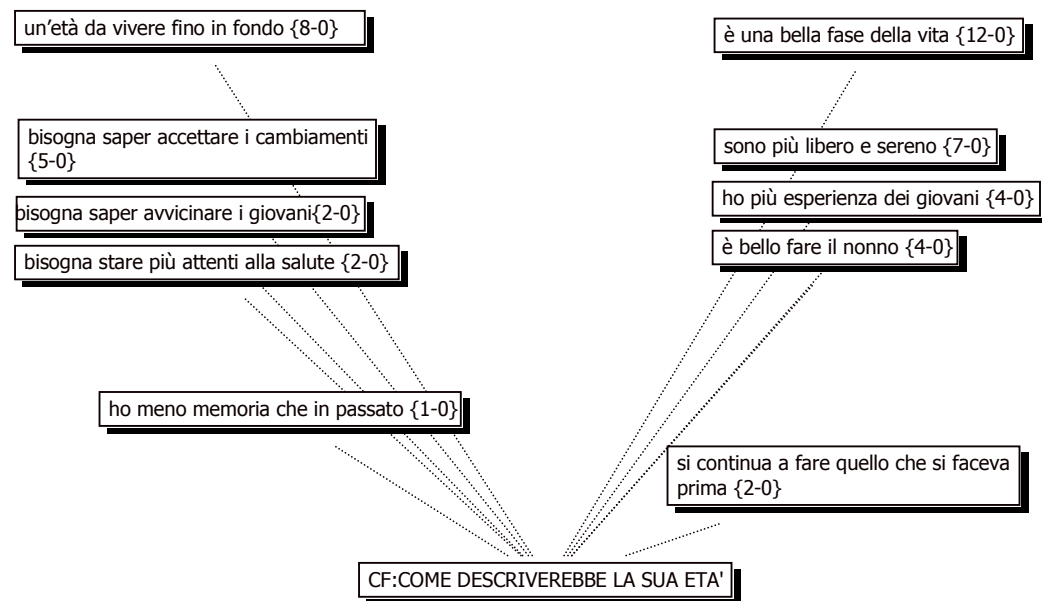 un'età da vivere fino in fondo {8-0}
è una bella fase della vita {12-0}
bisogna saper accettare i cambiamenti
{5-0}
sono più libero e sereno {7-0}
bisogna saper avvicinare i giovani{2-0}
ho più esperienza dei giovani {4-0}
bisogna stare più attenti alla salute {2-0}
è bello fare il nonno {4-0}
ho meno memoria che in passato {1-0}
si continua a fare quello che si faceva
prima {2-0}
CF:COME DESCRIVEREBBE LA SUA ETA'